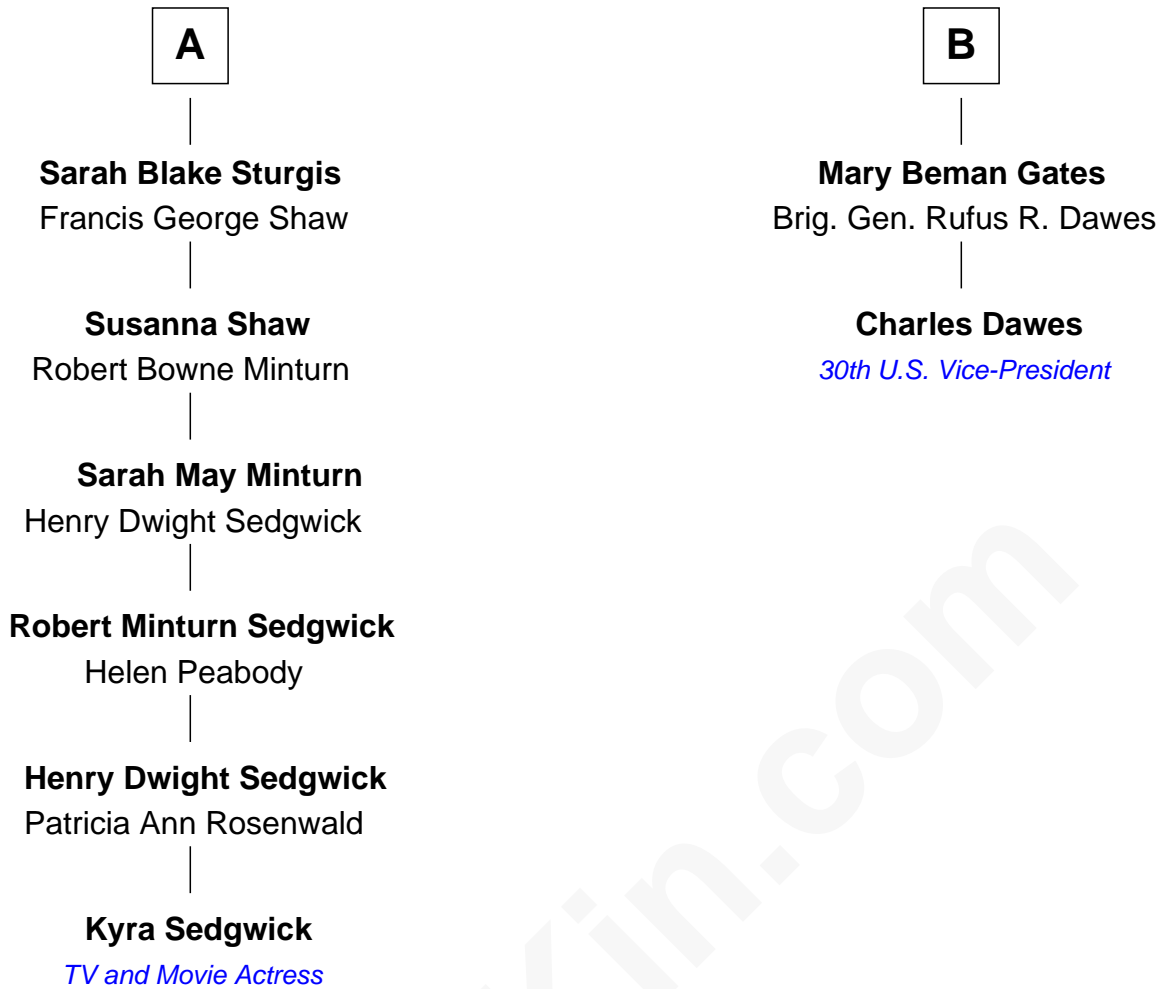 A
Sarah Blake Sturgis
Francis George Shaw
Susanna Shaw
Robert Bowne Minturn
Sarah May Minturn
Henry Dwight Sedgwick
Robert Minturn Sedgwick
Helen Peabody
Henry Dwight Sedgwick
Patricia Ann Rosenwald
Kyra Sedgwick
TV and Movie Actress
B
Mary Beman Gates
Brig. Gen. Rufus R. Dawes
Charles Dawes
30th U.S. Vice-President
Kin.com